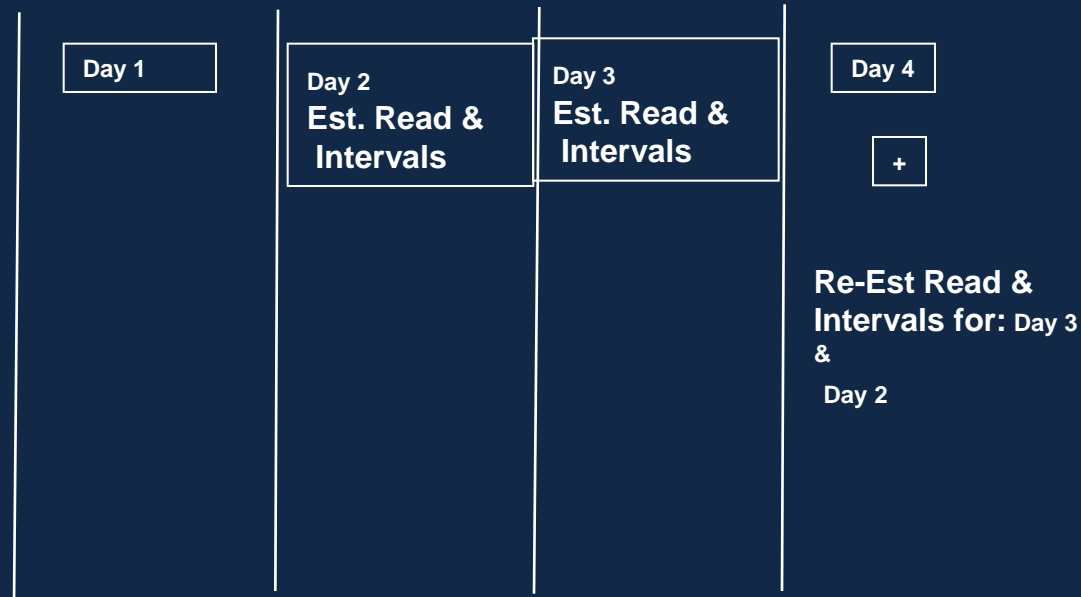 Day 1
Day 2
Est. Read &
Intervals
Day 3
Est. Read &
Intervals
Day 4
+
Re-Est Read &
Intervals for: Day 3
&
Day 2